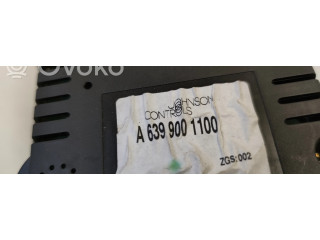 OVOKO
JOHNSON
CONTROLS
A 639 900 1100
ZGS: 002